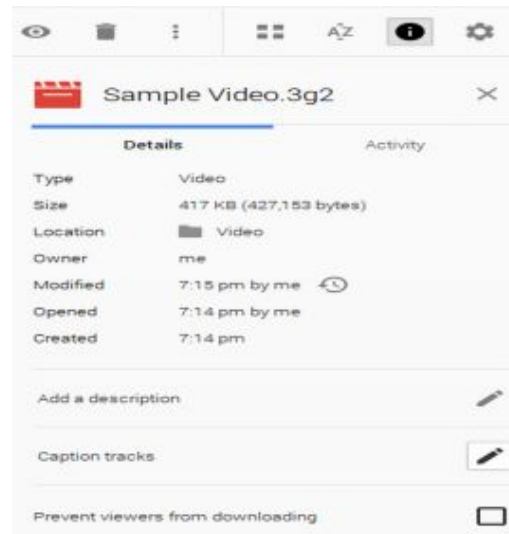 AZ
Sample Video.3g2
Details Activity
Type Video
Size 417 KB (427,153 bytes)
Location Video
Owner me
Modified 7:15 pm by me
Opened 7:14 pm by me
Created 7:14 pm
Add a description
Caption tracks
Prevent viewers from downloading